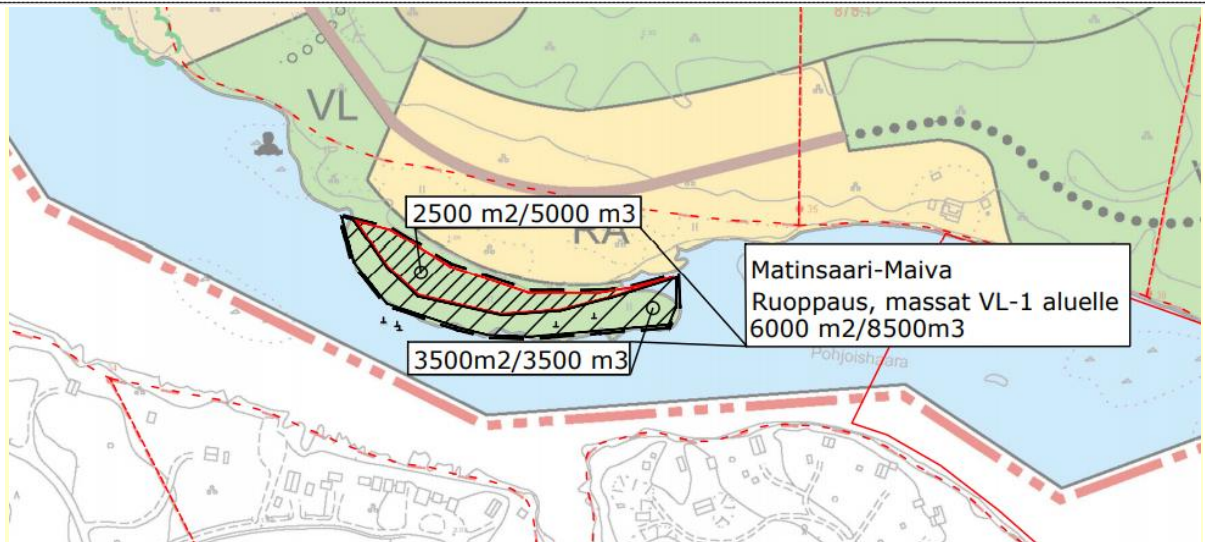 VL
2500 m2/5000 m3
RA
Matinsaari-Maiva
Ruoppaus, massat VL-1 aluelle
6000 m2/8500m3
Pohjoishaara
3500m2/3500 m3